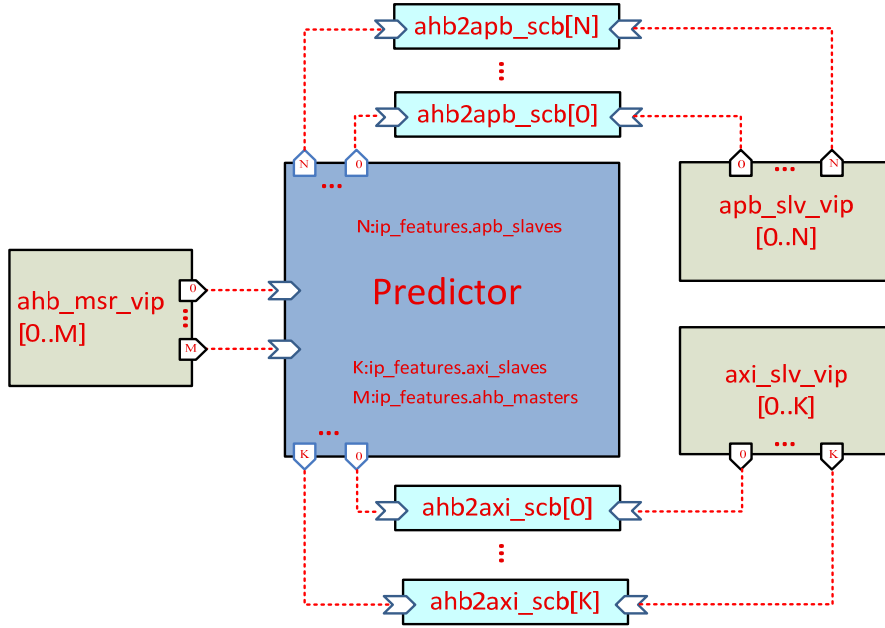 ahb2apb_scb[N]
ahb2apb_scb[0]
N
0
0
N
N:ip_features.apb_slaves
apb_slv_vip
[0..N]
ahb_msr_vip
[0..M]
0
M
Predictor
K:ip_features.axi_slaves
M:ip_features.ahb_masters
axi_slv_vip
[0..K]
K
0
0
K
ahb2axi_scb[0]
ahb2axi_scb[K]